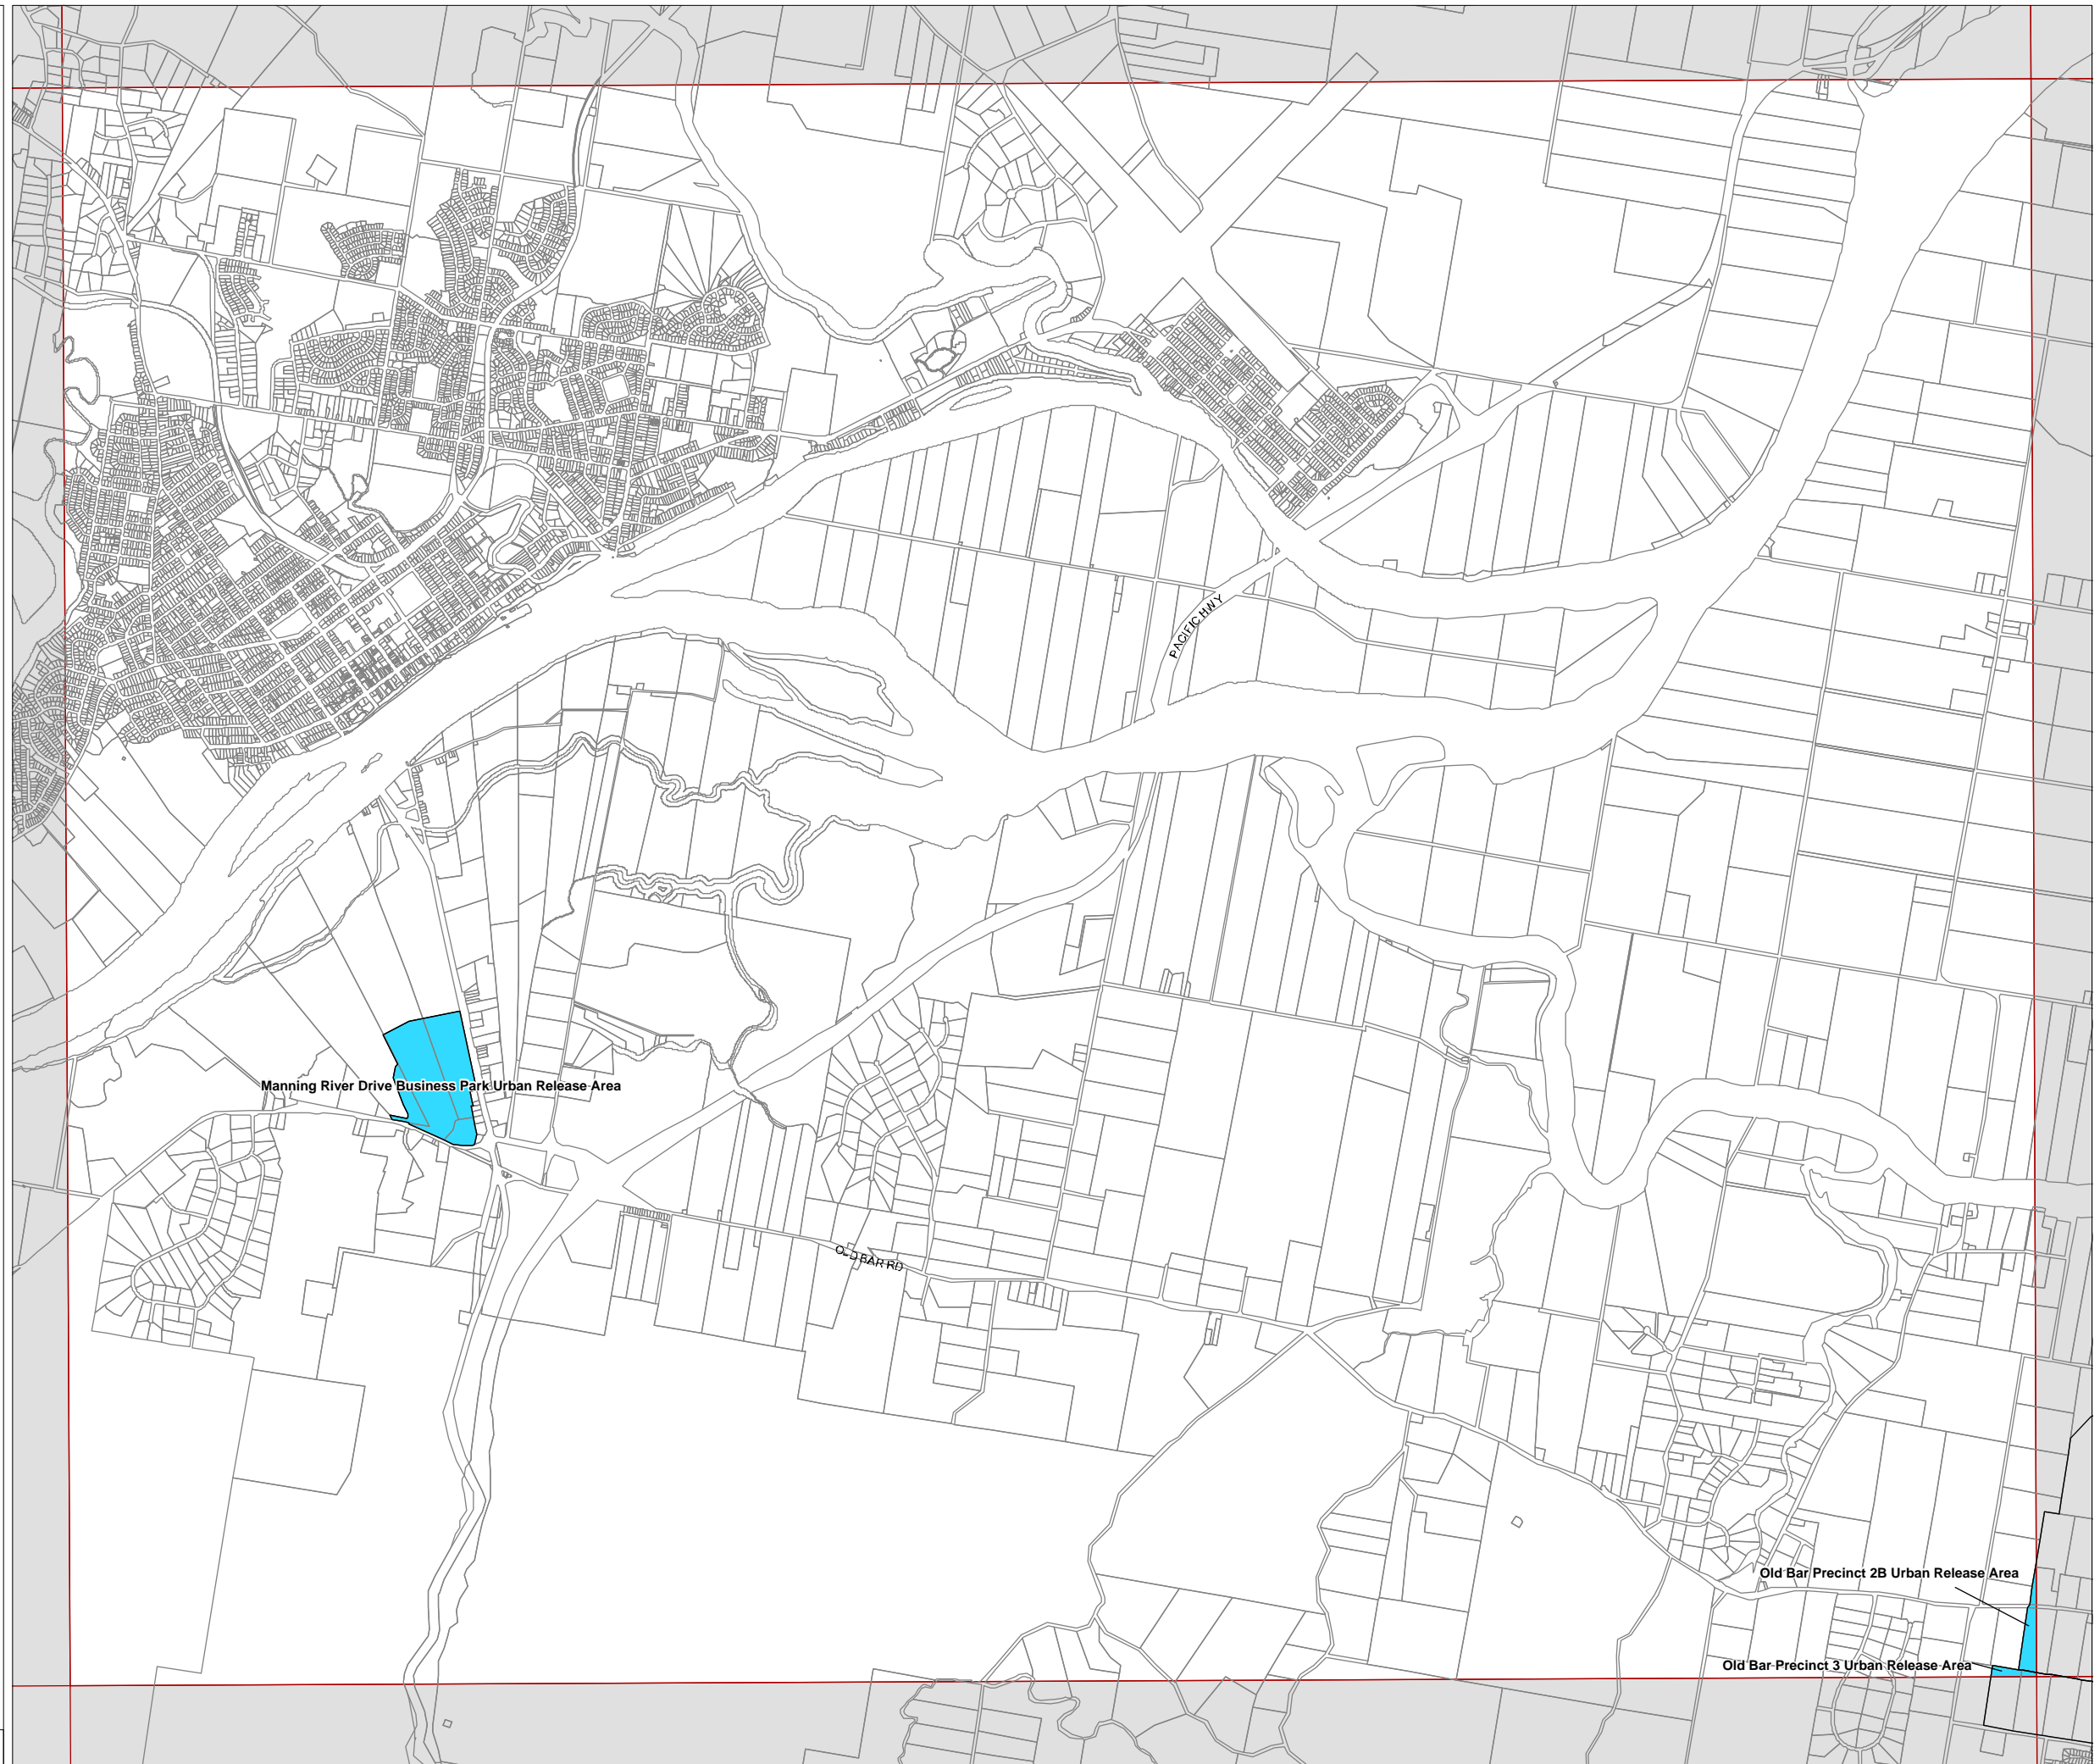 PACIFIC HWY
Manning River Drive Business Park Urban Release Area
OLD BAR RD
Old Bar Precinct 2B Urban Release Area
Old Bar Precinct 3 Urban Release Area